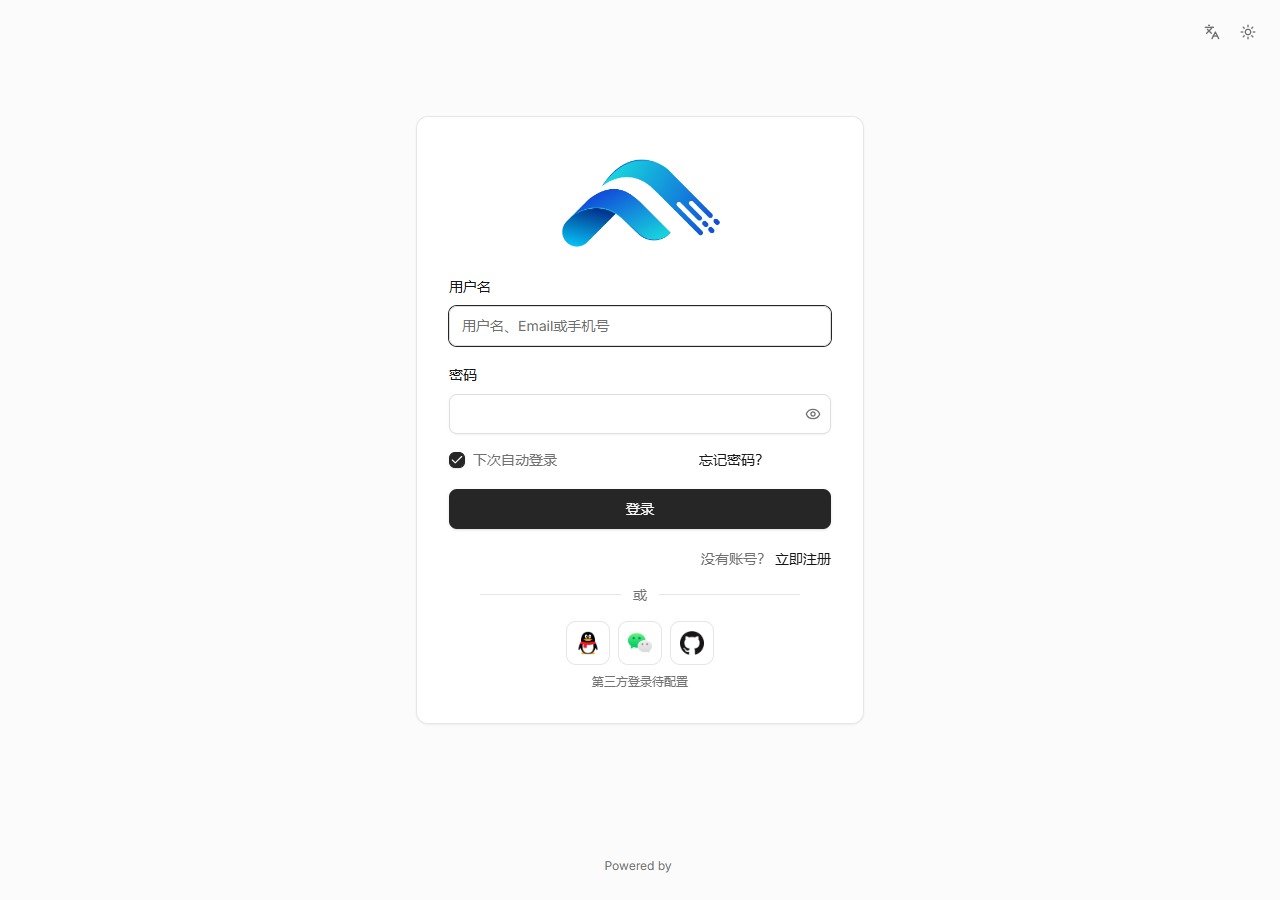 用户名
用户名、Email或手机号
密码
下次自动登录 忘记密码？
登录
没有账号？ 立即注册
或
第三方登录待配置
Powered by